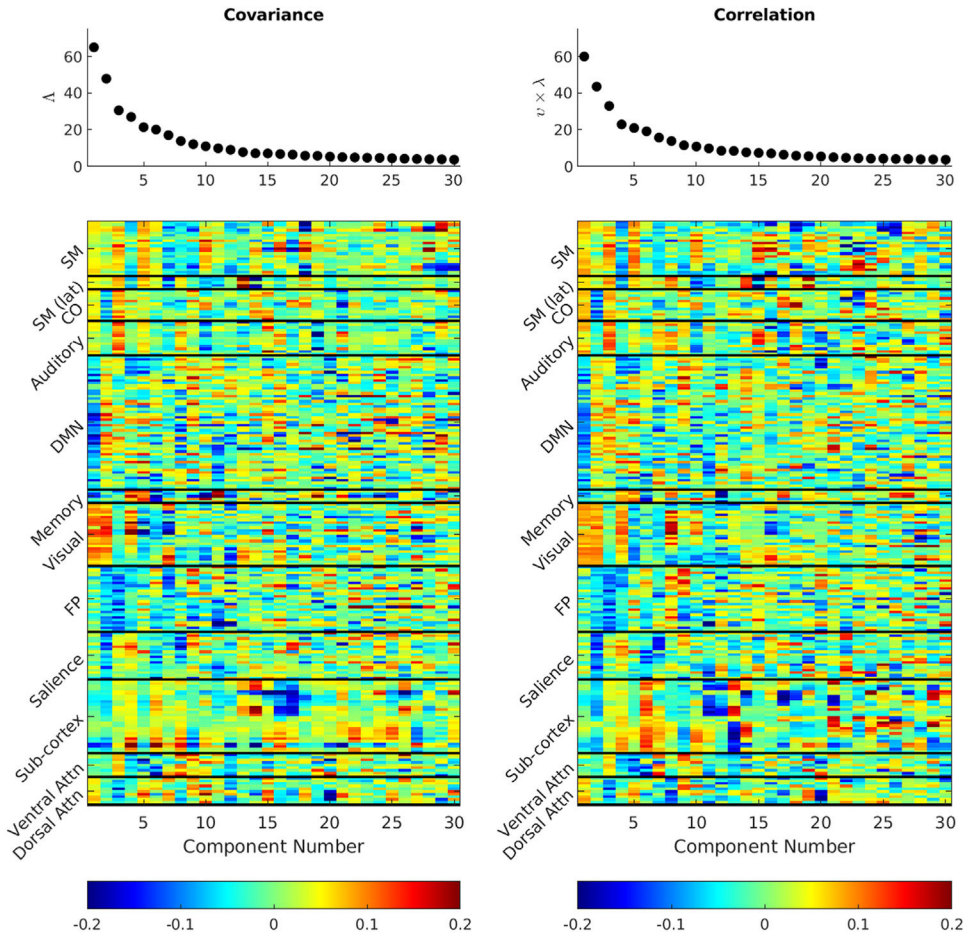 Covariance
Correlation
Λ
60
40
20
0
5 10 15 20 25 30
υ × λ
60
40
20
0
5 10 15 20 25 30
SM
SM (lat)
CO
Auditory
DMN
Memory
Visual
FP
Salience
Sub-cortex
Ventral Attn
Dorsal Attn
5 10 15 20 25 30
Component Number
SM
SM (lat)
CO
Auditory
DMN
Memory
Visual
FP
Salience
Sub-cortex
Ventral Attn
Dorsal Attn
5 10 15 20 25 30
Component Number
-0.2 -0.1 0 0.1 0.2
-0.2 -0.1 0 0.1 0.2